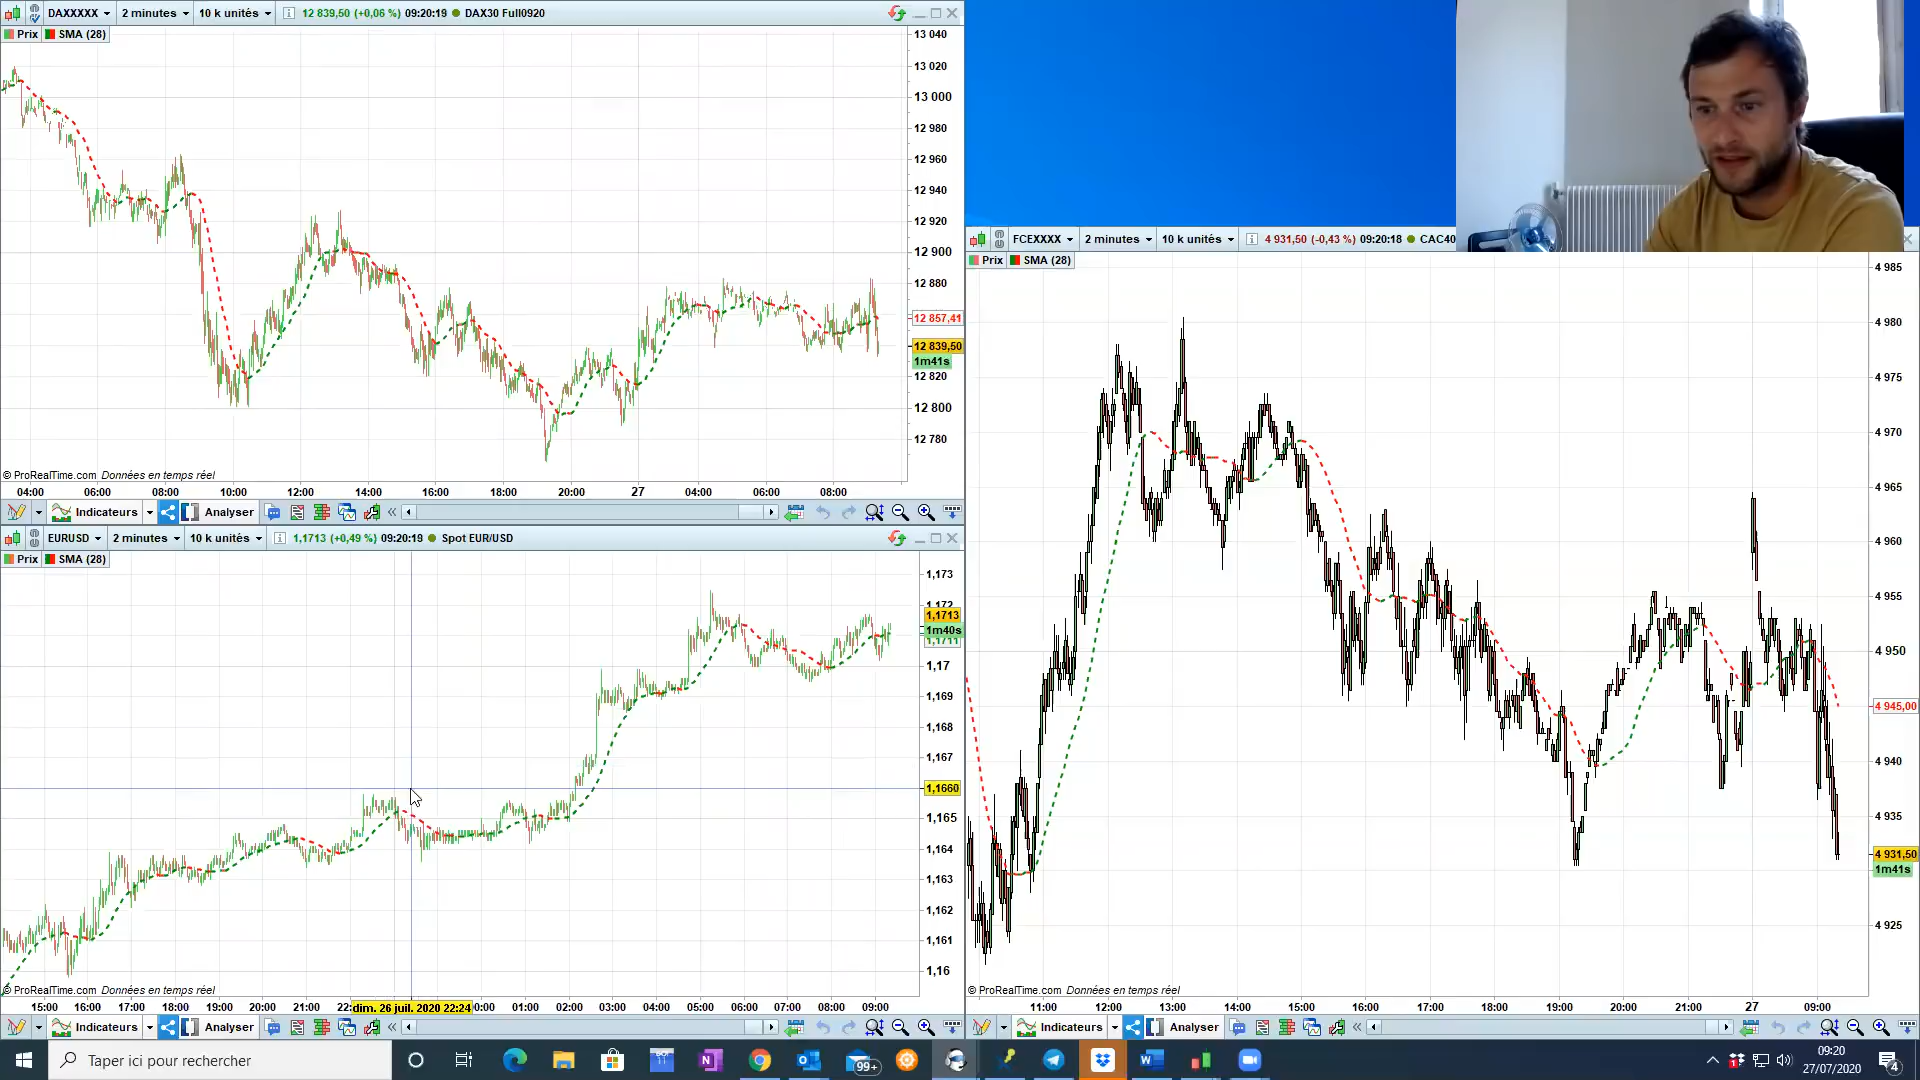 DAXXXXX 2 minutes 10 k unités 12 839,50 (+0,06 %) 09:20:19 DAX30 Full0920
Prix SMA (28)
13 040
13 020
13 000
12 980
12 960
12 940
12 920
12 900
12 880
12 857,41
12 839,50
1m41s
12 820
12 800
12 780
© ProRealTime.com Données en temps réel
04:00 06:00 08:00 10:00 12:00 14:00 16:00 18:00 20:00 27 04:00 06:00 08:00
Indicateurs Analyser
EURUSD 2 minutes 10 k unités 1,1713 (+0,49 %) 09:20:19 Spot EUR/USD
Prix SMA (28)
1,173
1,172
1,1713
1m40s
1,1711
1,17
1,169
1,168
1,167
1,1660
1,165
1,164
1,163
1,162
1,161
1,16
© ProRealTime.com Données en temps réel
15:00 16:00 17:00 18:00 19:00 20:00 21:00 22: dim. 26 juil. 2020 22:24 00:00 01:00 02:00 03:00 04:00 05:00 06:00 07:00 08:00 09:00
Indicateurs Analyser
FCEXXXX 2 minutes 10 k unités 4 931,50 (-0,43 %) 09:20:18 CAC40
Prix SMA (28)
4 985
4 980
4 975
4 970
4 965
4 960
4 955
4 950
4 945,00
4 940
4 935
4 931,50
1m41s
4 925
© ProRealTime.com Données en temps réel
11:00 12:00 13:00 14:00 15:00 16:00 17:00 18:00 19:00 20:00 21:00 27 09:00
Indicateurs Analyser
Taper ici pour rechercher
99+
09:20
27/07/2020
4